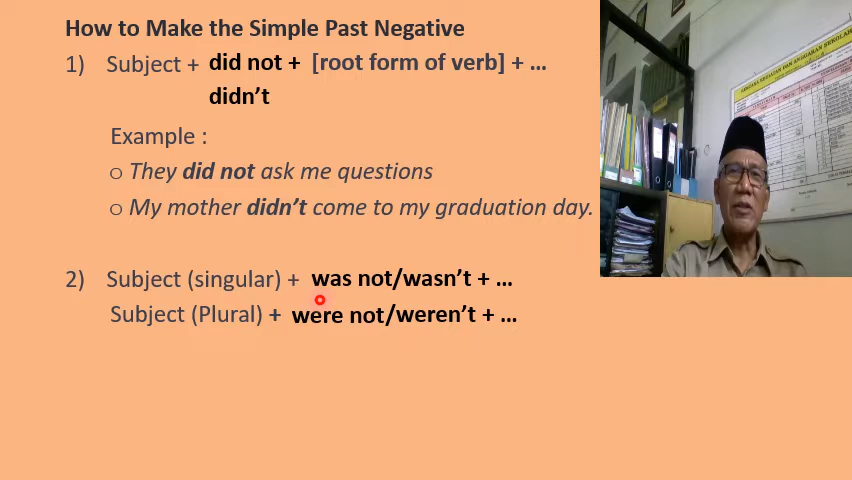 How to Make the Simple Past Negative
1) Subject + did not + [root form of verb] + …
didn’t
Example :
o They did not ask me questions
o My mother didn’t come to my graduation day.
2) Subject (singular) + was not/wasn’t + …
Subject (Plural) + were not/weren’t + …